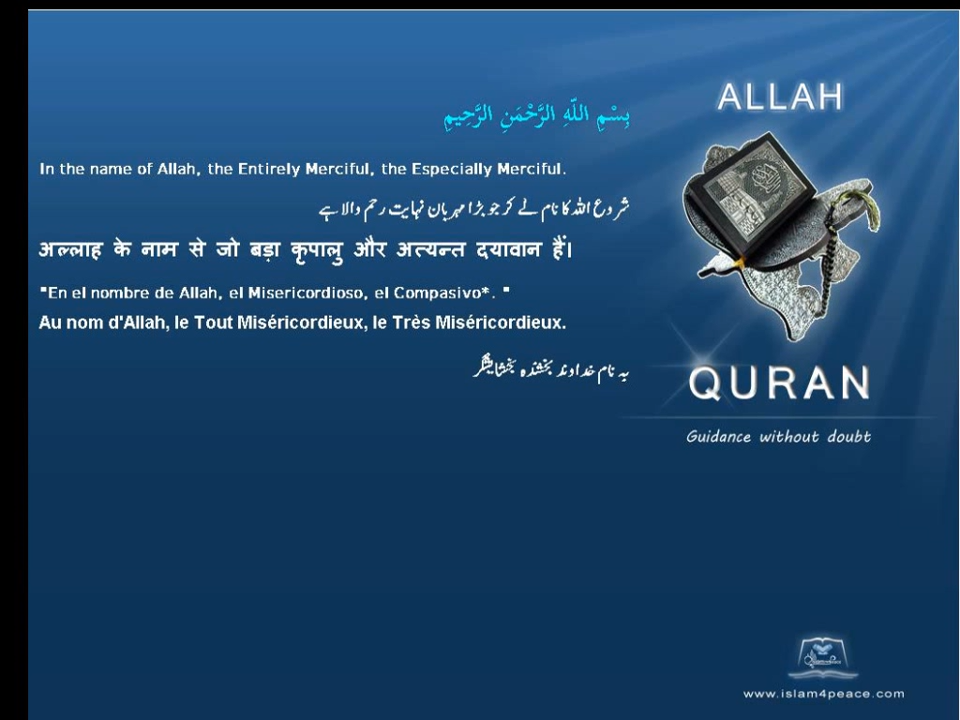 بِسْمِ اللَّهِ الرَّحْمَنِ الرَّحِيمِ
In the name of Allah, the Entirely Merciful, the Especially Merciful.
شروع اللہ کا نام لے کر جو بڑا مہربان نہایت رحم والا ہے
अल्लाह के नाम से जो बड़ा कृपालु और अत्यन्त दयावान हैं।
"En el nombre de Allah, el Misericordioso, el Compasivo*. "
Au nom d'Allah, le Tout Miséricordieux, le Très Miséricordieux.
به نام خداوند بخشنده بخشایشگر
ALLAH
QURAN
Guidance without doubt
www.islam4peace.com